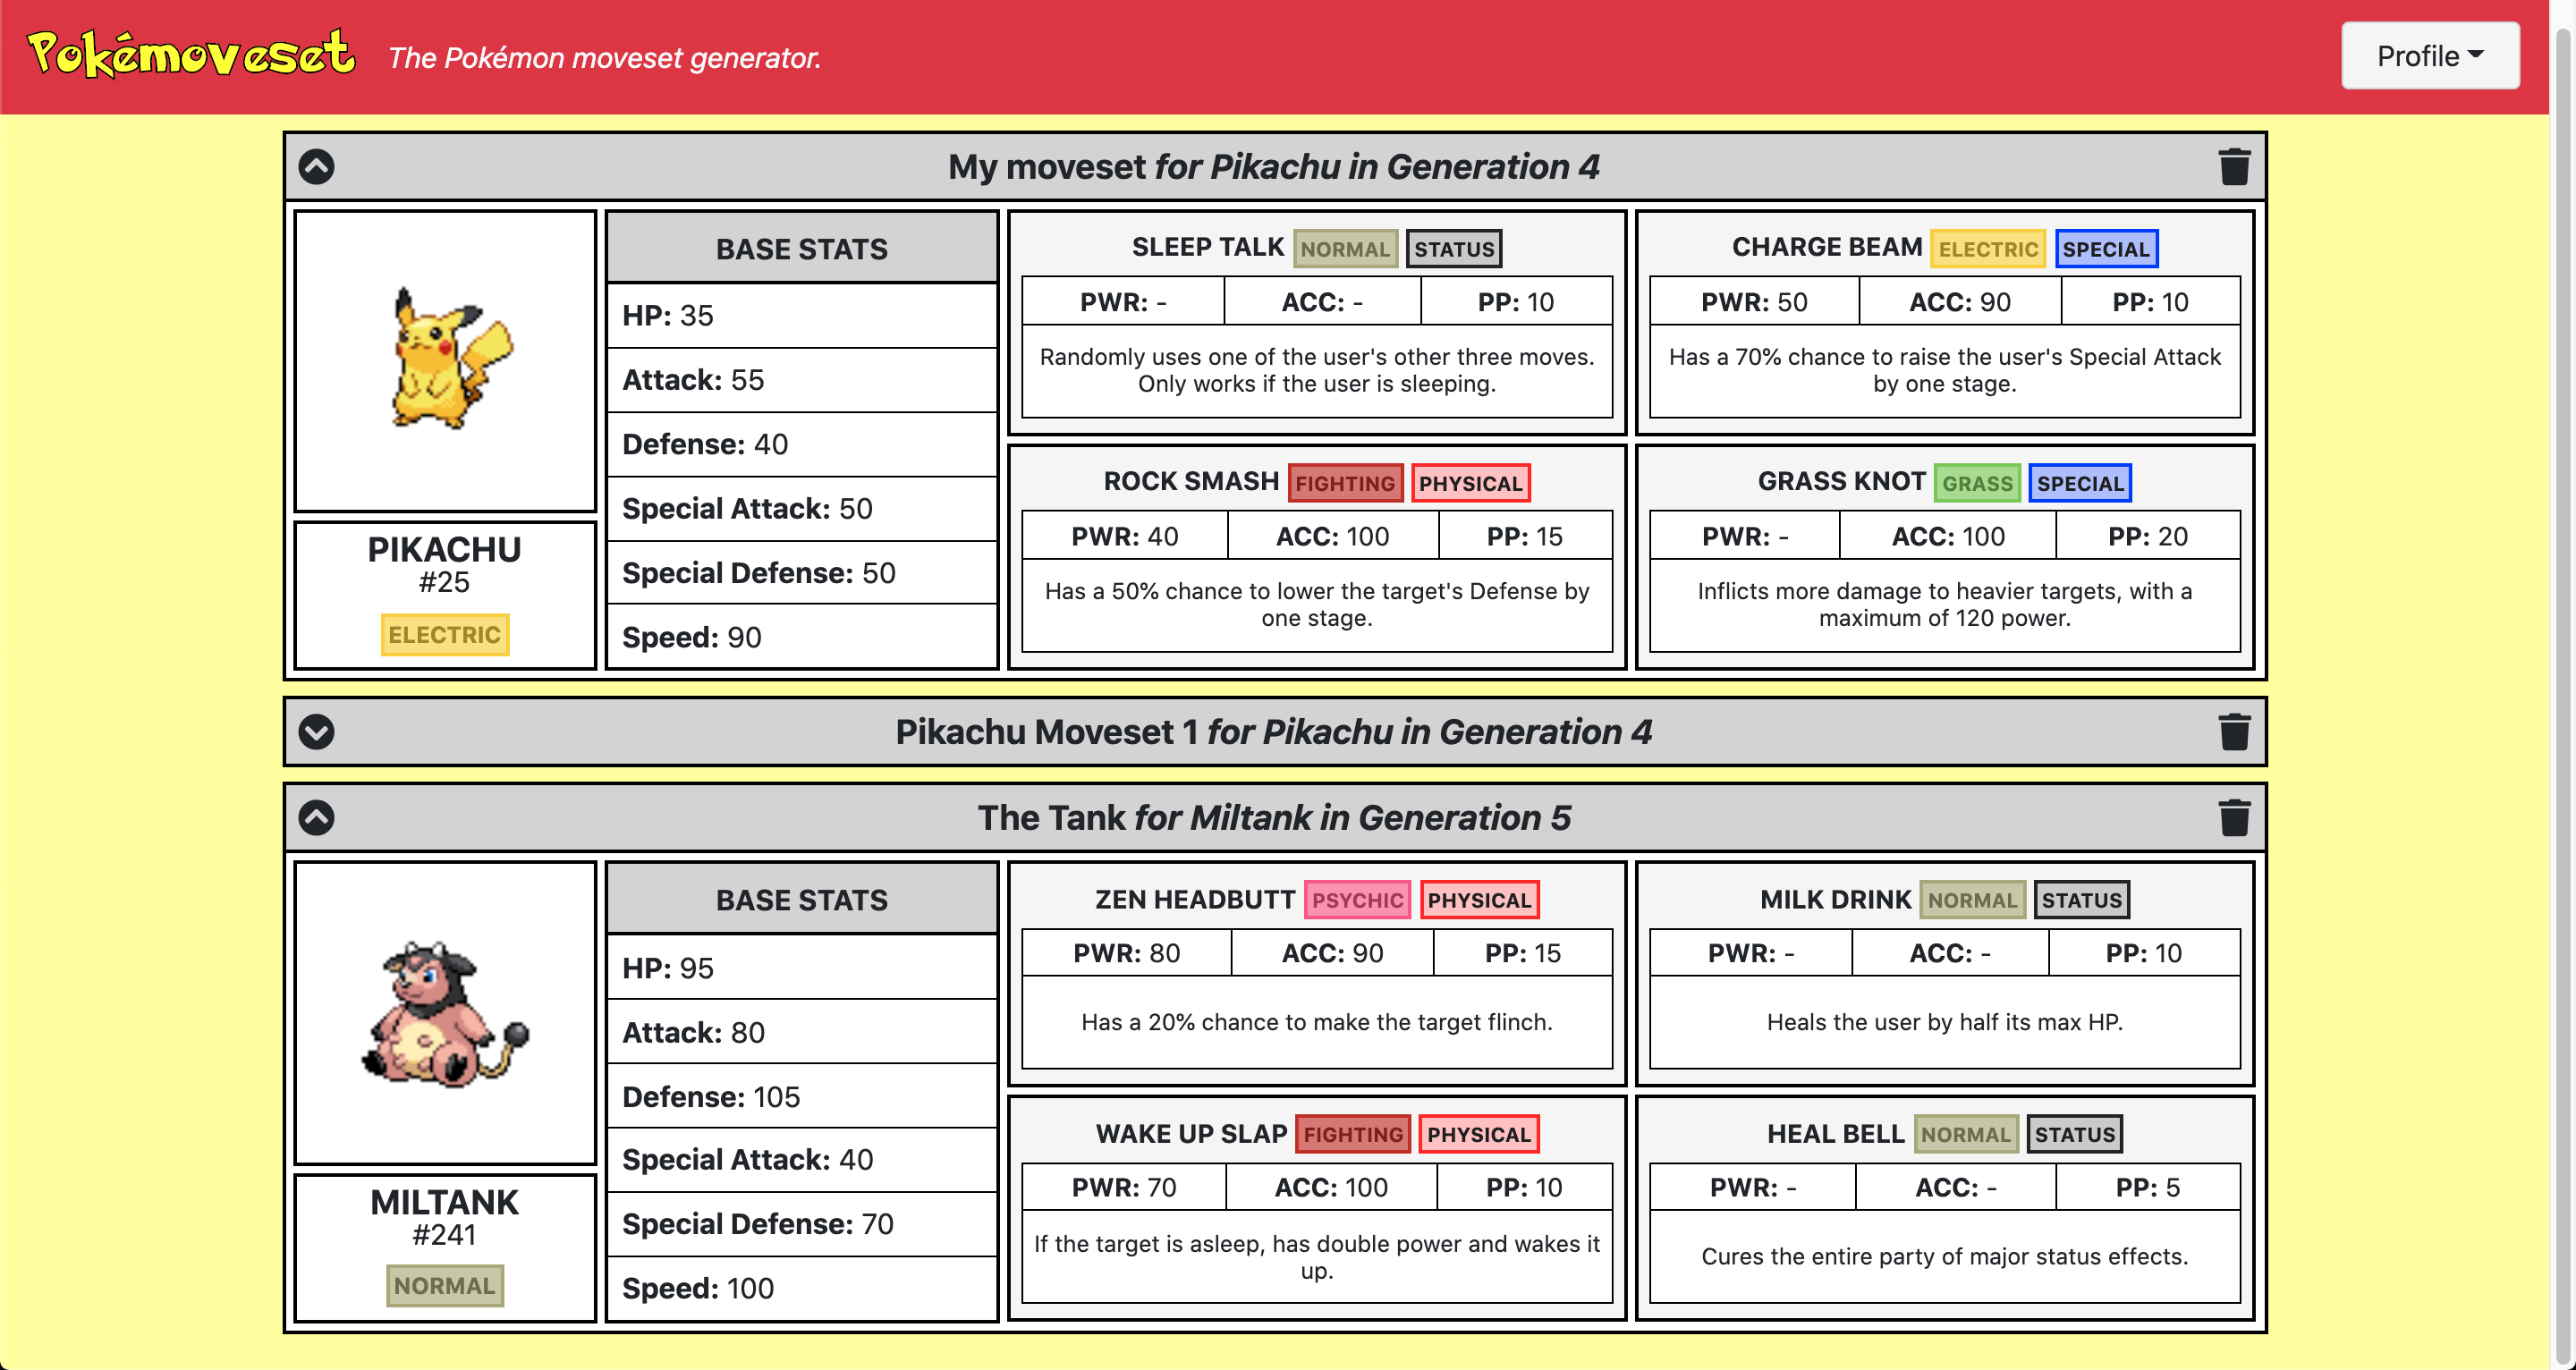 Pokémoveset
The Pokémon moveset generator.
Profile
My moveset for Pikachu in Generation 4
PIKACHU
#25
ELECTRIC
BASE STATS
HP: 35
Attack: 55
Defense: 40
Special Attack: 50
Special Defense: 50
Speed: 90
SLEEP TALK NORMAL STATUS
PWR: - ACC: - PP: 10
Randomly uses one of the user's other three moves.
Only works if the user is sleeping.
CHARGE BEAM ELECTRIC SPECIAL
PWR: 50 ACC: 90 PP: 10
Has a 70% chance to raise the user's Special Attack
by one stage.
ROCK SMASH FIGHTING PHYSICAL
PWR: 40 ACC: 100 PP: 15
Has a 50% chance to lower the target's Defense by
one stage.
GRASS KNOT GRASS SPECIAL
PWR: - ACC: 100 PP: 20
Inflicts more damage to heavier targets, with a
maximum of 120 power.
Pikachu Moveset 1 for Pikachu in Generation 4
The Tank for Miltank in Generation 5
MILTANK
#241
NORMAL
BASE STATS
HP: 95
Attack: 80
Defense: 105
Special Attack: 40
Special Defense: 70
Speed: 100
ZEN HEADBUTT PSYCHIC PHYSICAL
PWR: 80 ACC: 90 PP: 15
Has a 20% chance to make the target flinch.
MILK DRINK NORMAL STATUS
PWR: - ACC: - PP: 10
Heals the user by half its max HP.
WAKE UP SLAP FIGHTING PHYSICAL
PWR: 70 ACC: 100 PP: 10
If the target is asleep, has double power and wakes it
up.
HEAL BELL NORMAL STATUS
PWR: - ACC: - PP: 5
Cures the entire party of major status effects.